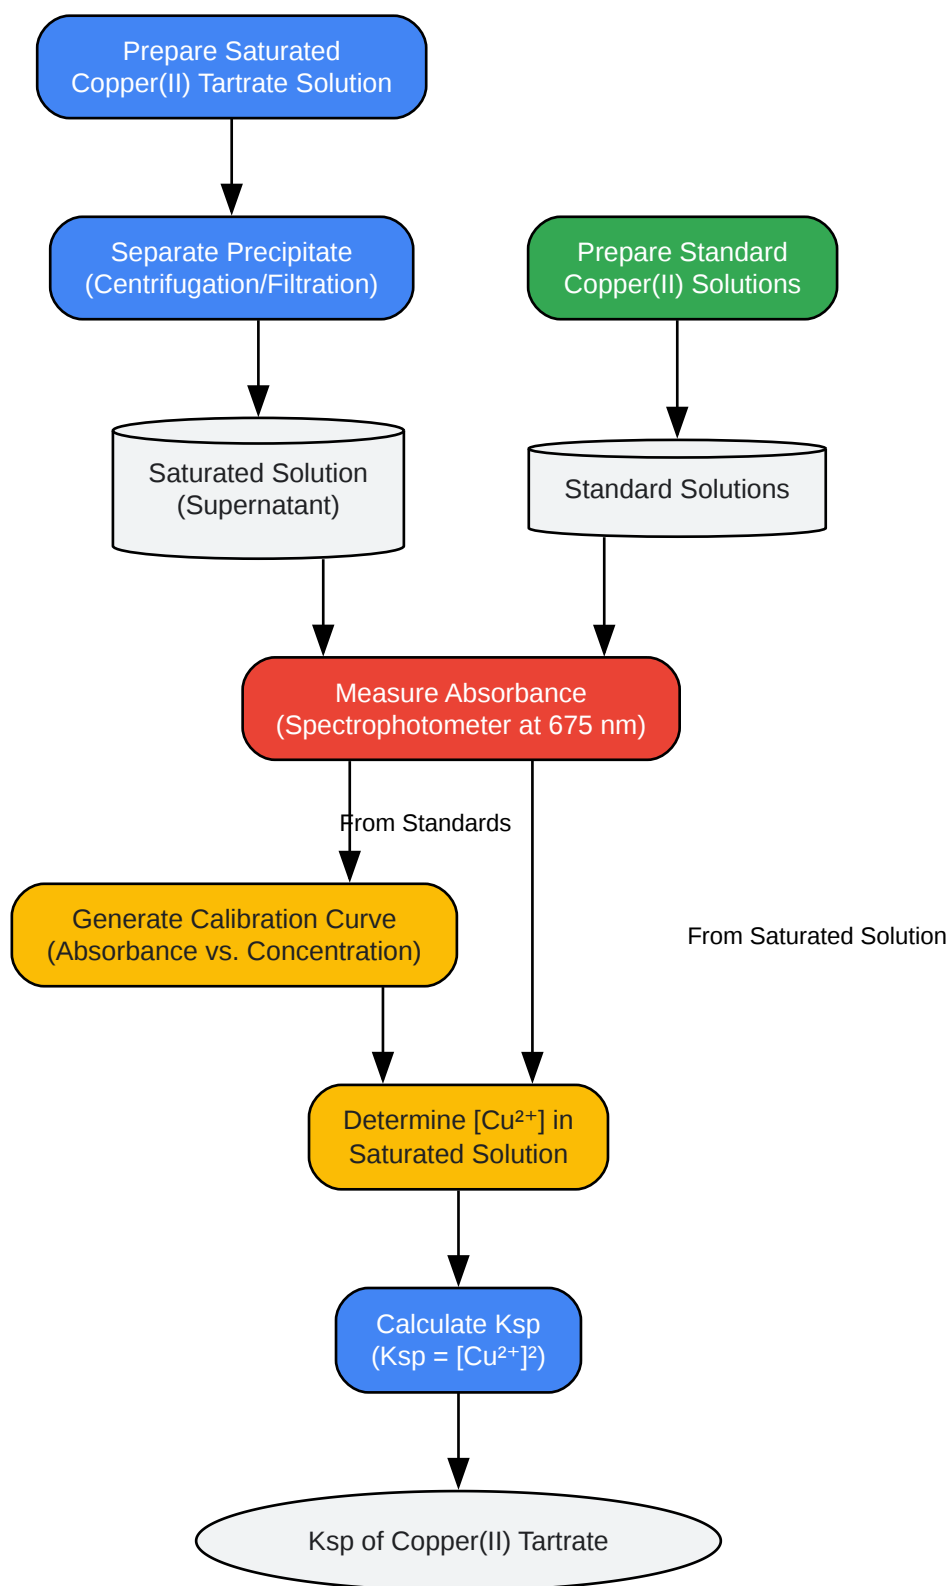 Prepare Saturated
Copper(II) Tartrate Solution
Separate Precipitate
(Centrifugation/Filtration)
Prepare Standard
Copper(II) Solutions
Saturated Solution
(Supernatant)
Standard Solutions
Measure Absorbance
(Spectrophotometer at 675 nm)
From Standards
Generate Calibration Curve
(Absorbance vs. Concentration)
From Saturated Solution
Determine [Cu²⁺] in
Saturated Solution
Calculate Ksp
(Ksp = [Cu²⁺]²)
Ksp of Copper(II) Tartrate